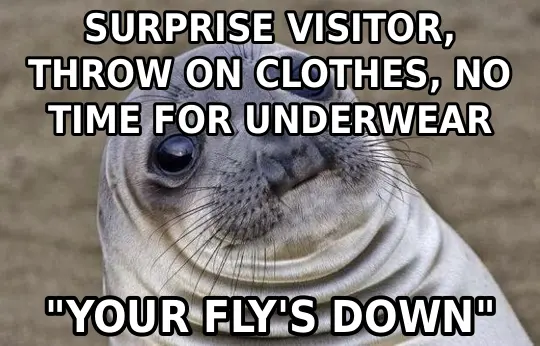 SURPRISE VISITOR,
THROW ON CLOTHES, NO
TIME FOR UNDERWEAR
"YOUR FLY'S DOWN"